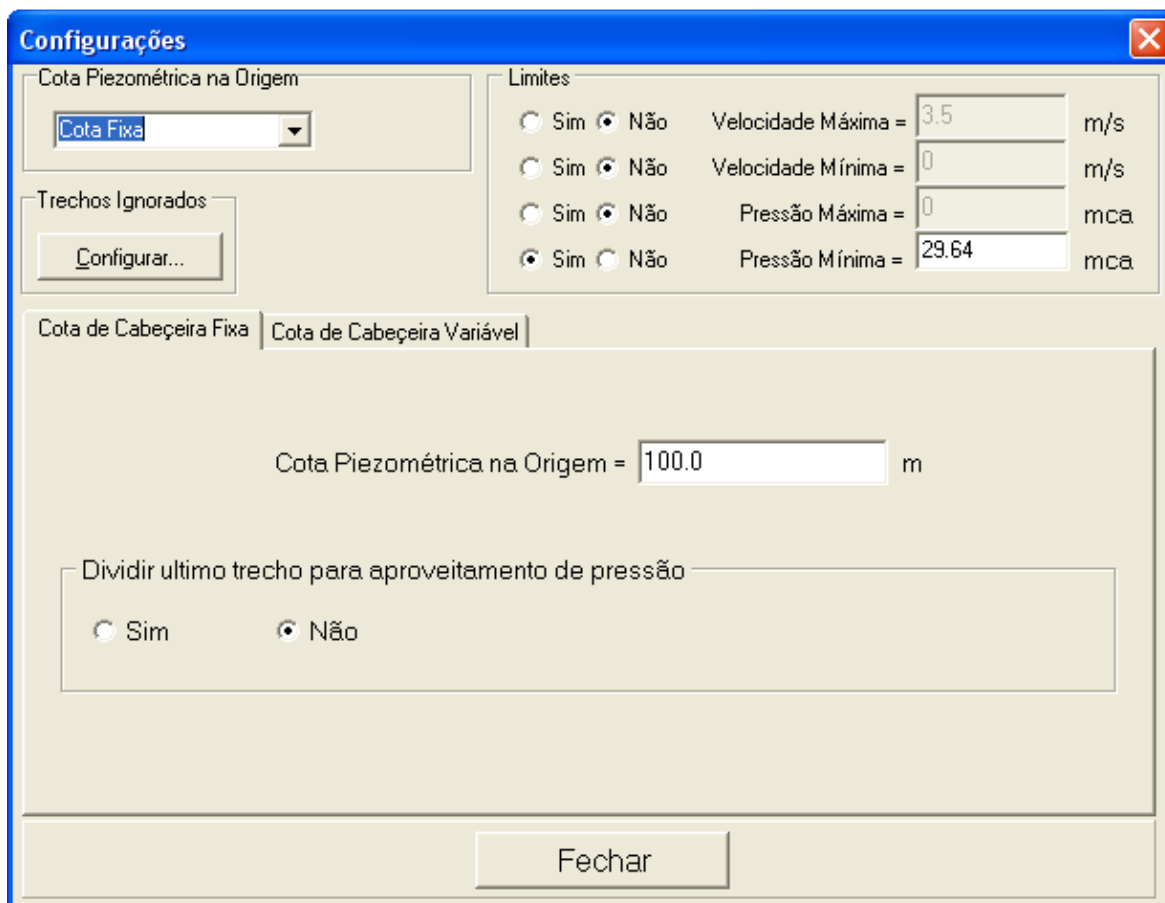 Configurações
Cota Piezométrica na Origem
Cota Fixa
Trechos Ignorados
Configurar...
Limites
Sim Não Velocidade Máxima = 3.5 m/s
Sim Não Velocidade Mínima = 0 m/s
Sim Não Pressão Máxima = 0 mca
Sim Não Pressão Mínima = 29.64 mca
Cota de Cabeçeira Fixa Cota de Cabeçeira Variável
Cota Piezométrica na Origem = 100.0 m
Dividir ultimo trecho para aproveitamento de pressão
Sim Não
Fechar